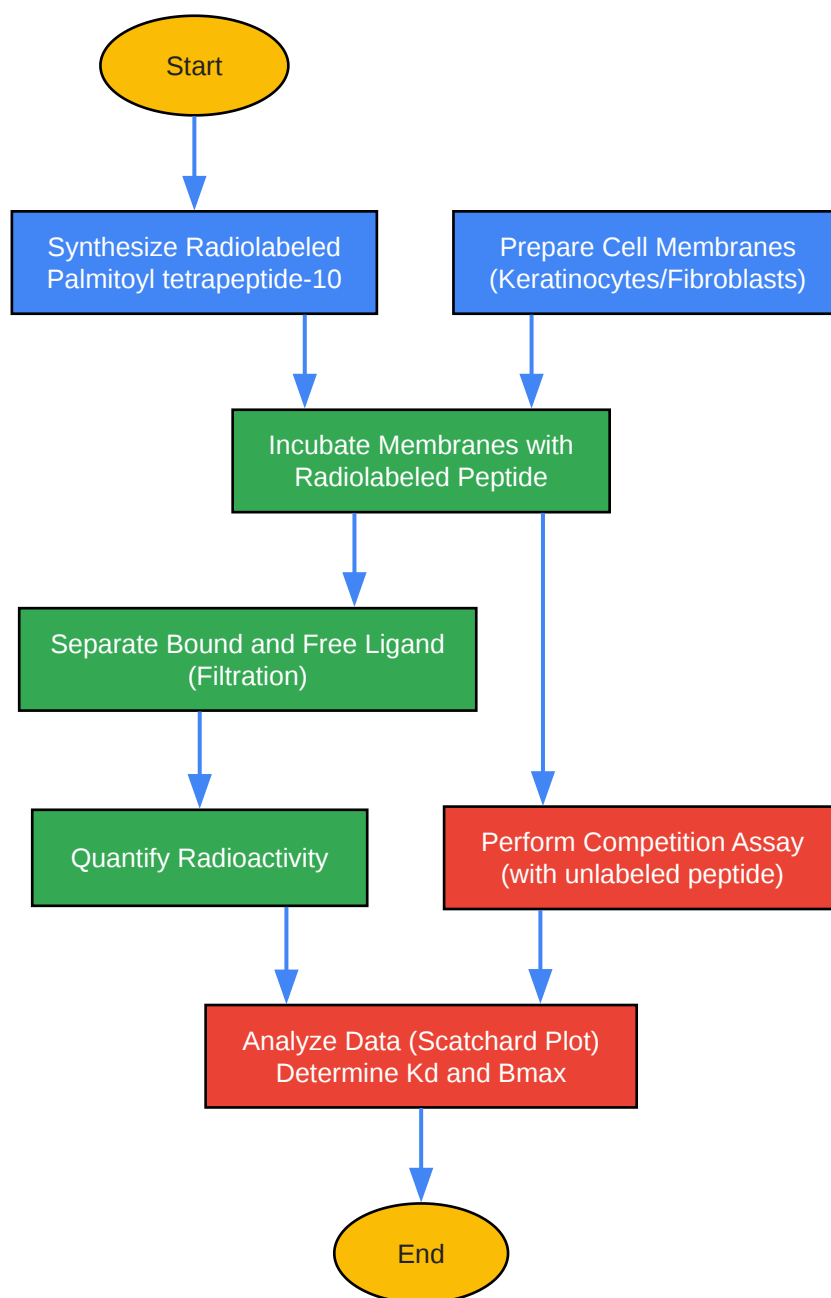 Start
Synthesize Radiolabeled
Palmitoyl tetrapeptide-10
Prepare Cell Membranes
(Keratinocytes/Fibroblasts)
Incubate Membranes with
Radiolabeled Peptide
Separate Bound and Free Ligand
(Filtration)
Quantify Radioactivity
Perform Competition Assay
(with unlabeled peptide)
Analyze Data (Scatchard Plot)
Determine Kd and Bmax
End